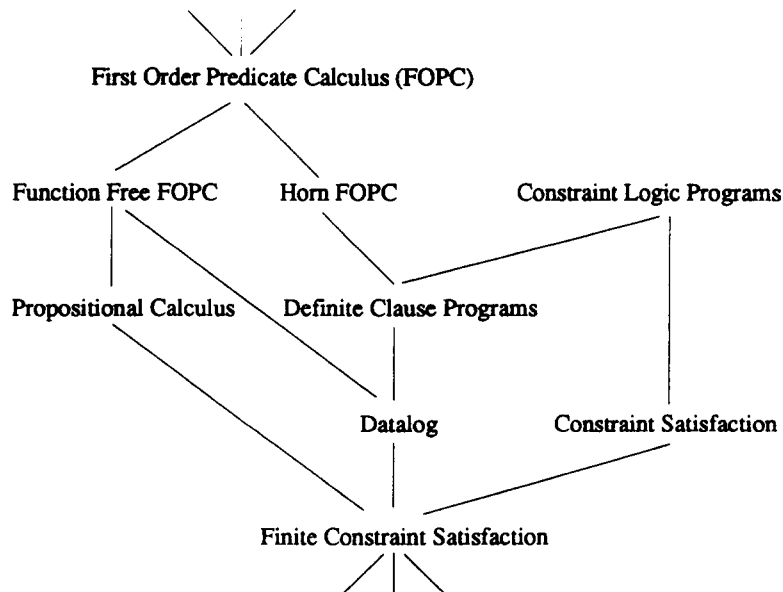 First Order Predicate Calculus (FOPC)
Function Free FOPC
Horn FOPC
Constraint Logic Programs
Propositional Calculus
Definite Clause Programs
Datalog
Constraint Satisfaction
Finite Constraint Satisfaction